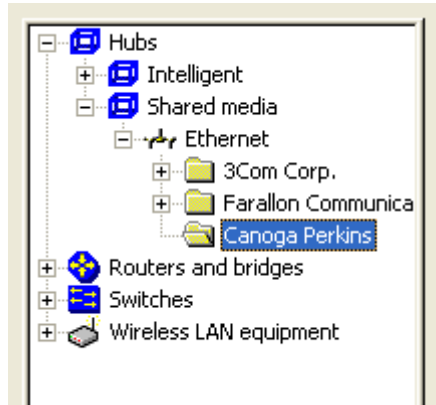 Hubs
Intelligent
Shared media
Ethernet
3Com Corp.
Farallon Communica
Canoga Perkins
Routers and bridges
Switches
Wireless LAN equipment